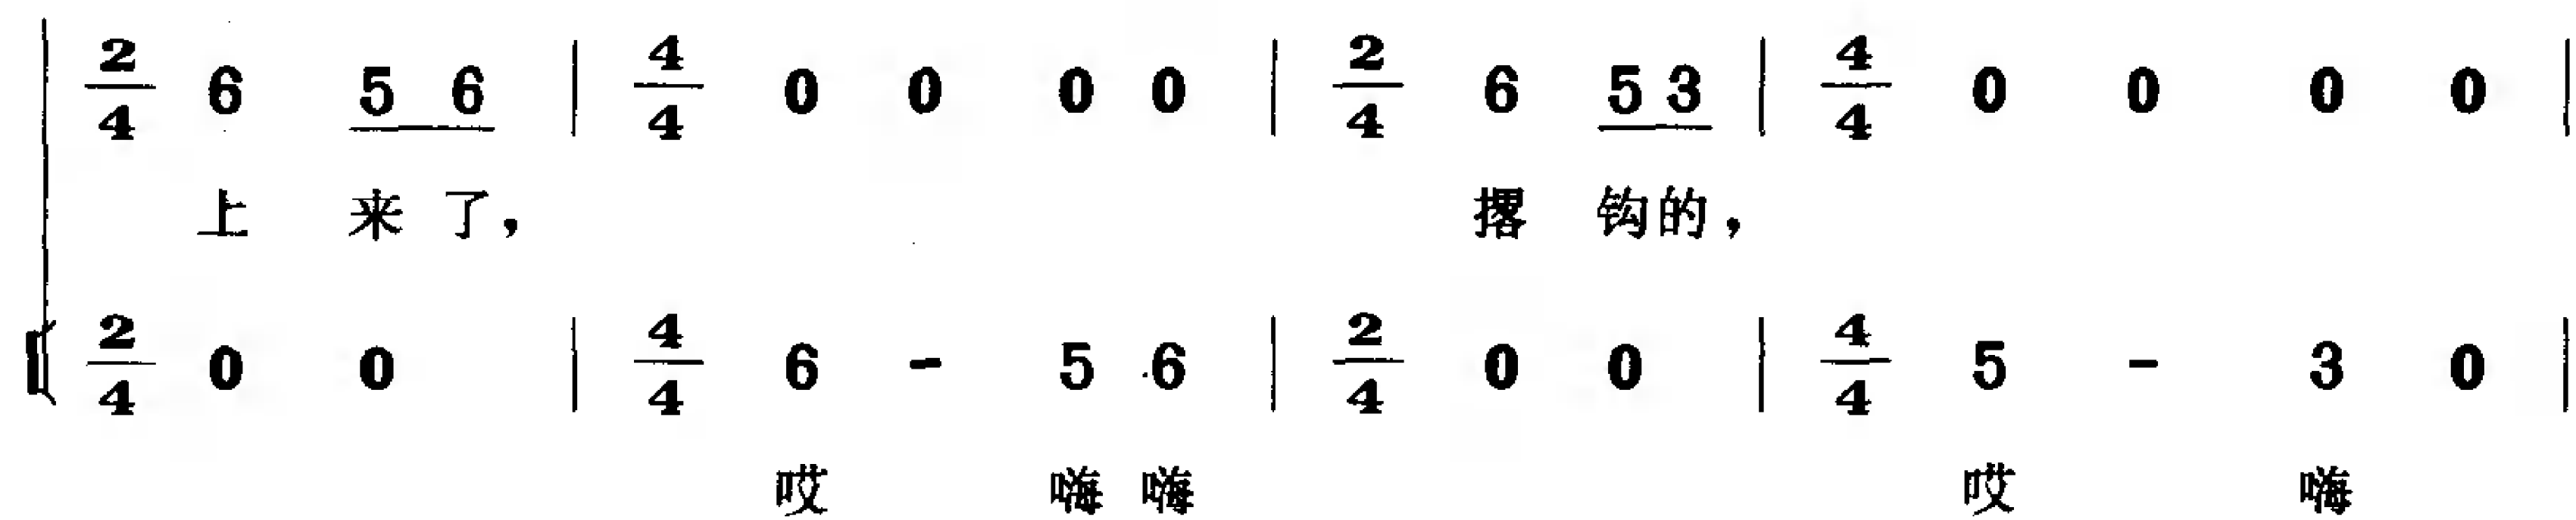 2/4 6 5 6 | 4/4 0 0 0 0 | 2/4 6 5 3 | 4/4 0 0 0 0 |
上 来 了， 撂 钩 的，
2/4 0 0 | 4/4 6 - 5 6 | 2/4 0 0 | 4/4 5 - 3 0 |
哎 嗨 嗨 哎 嗨